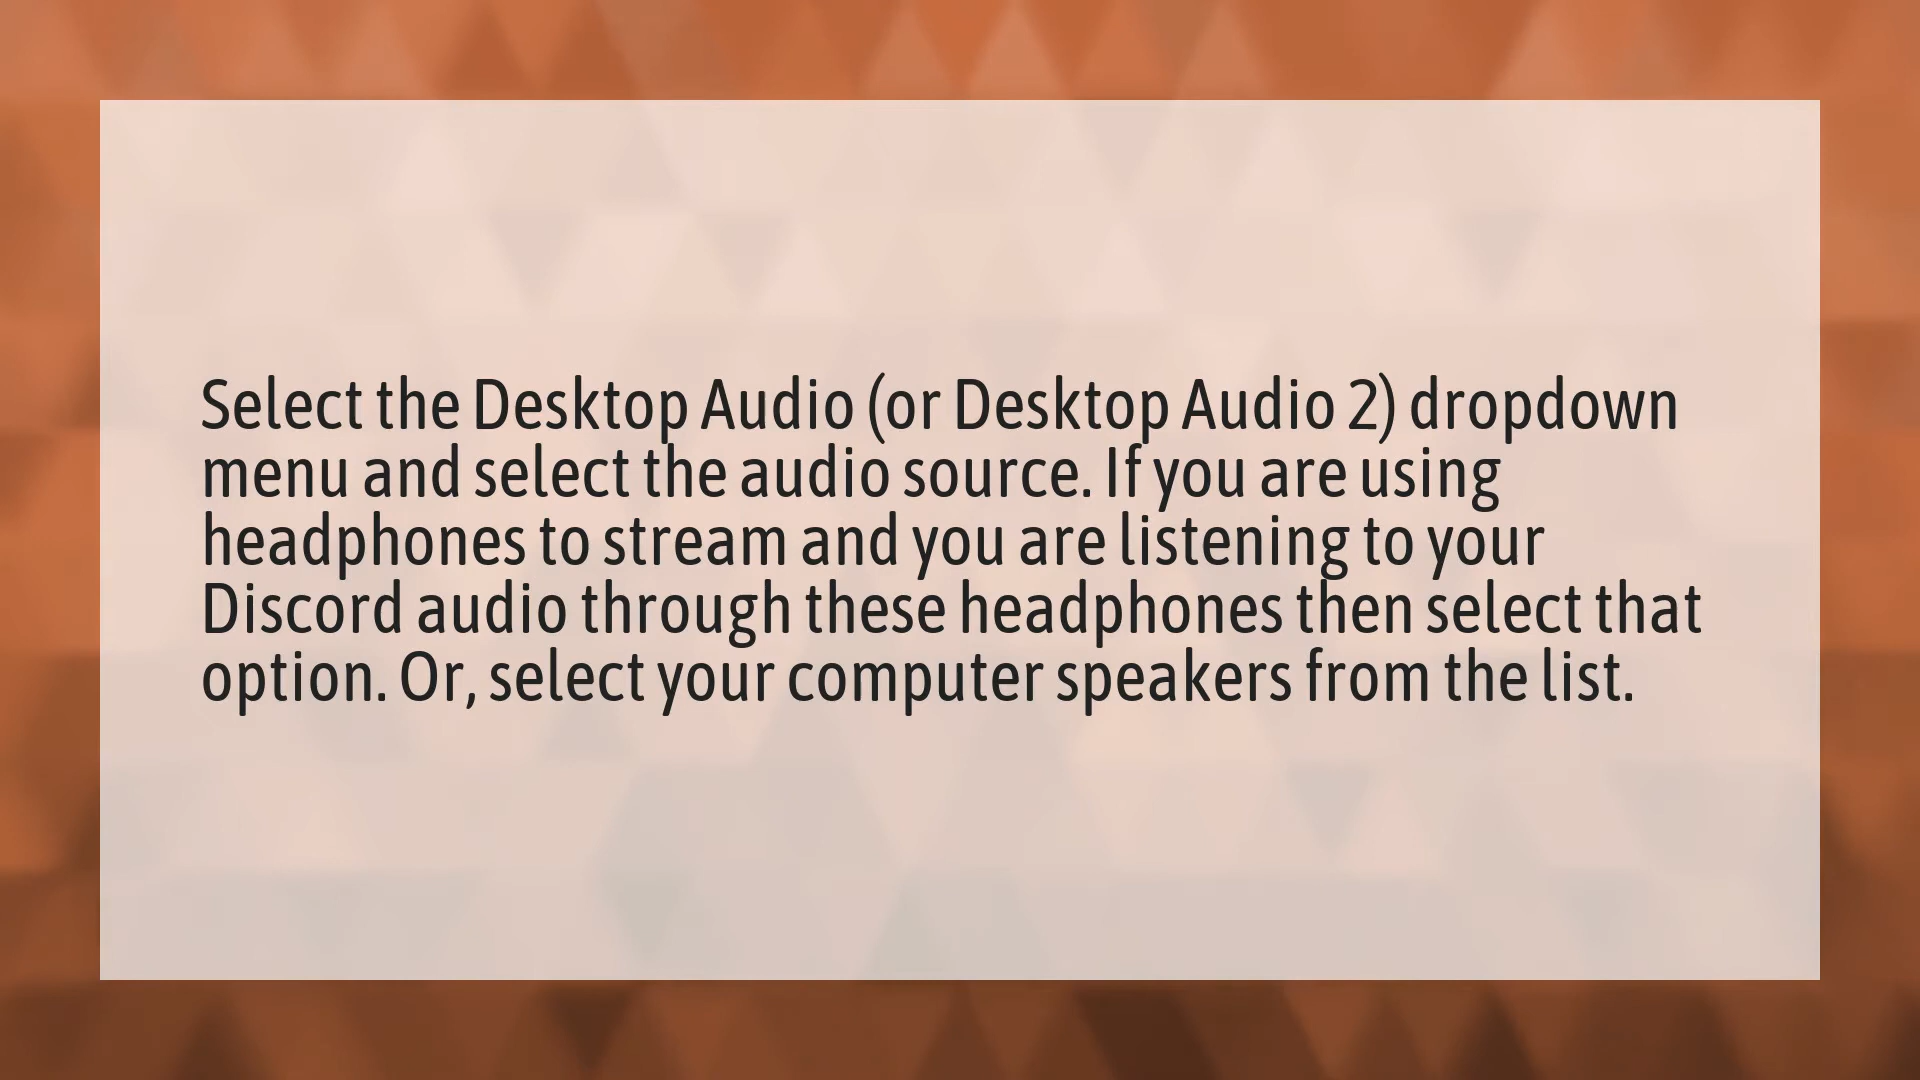 Select the Desktop Audio (or Desktop Audio 2) dropdown
menu and select the audio source. If you are using
headphones to stream and you are listening to your
Discord audio through these headphones then select that
option. Or, select your computer speakers from the list.